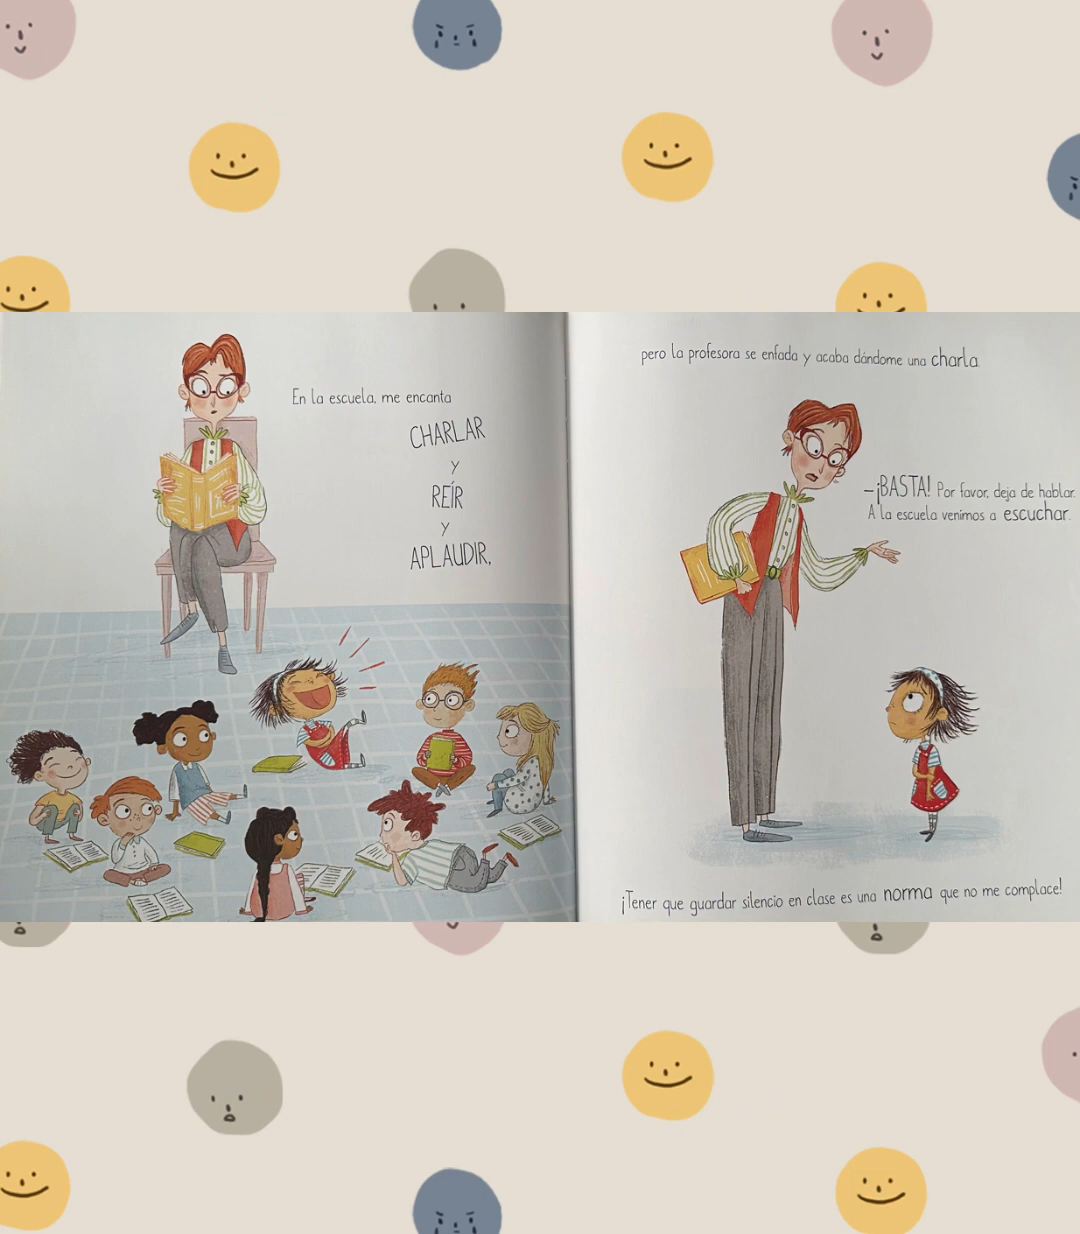 En la escuela, me encanta
CHARLAR
y
REÍR
y
APLAUDIR,
pero la profesora se enfada y acaba dándome una charla.
—¡BASTA! Por favor, deja de hablar.
A la escuela venimos a escuchar.
¡Tener que guardar silencio en clase es una norma que no me complace!